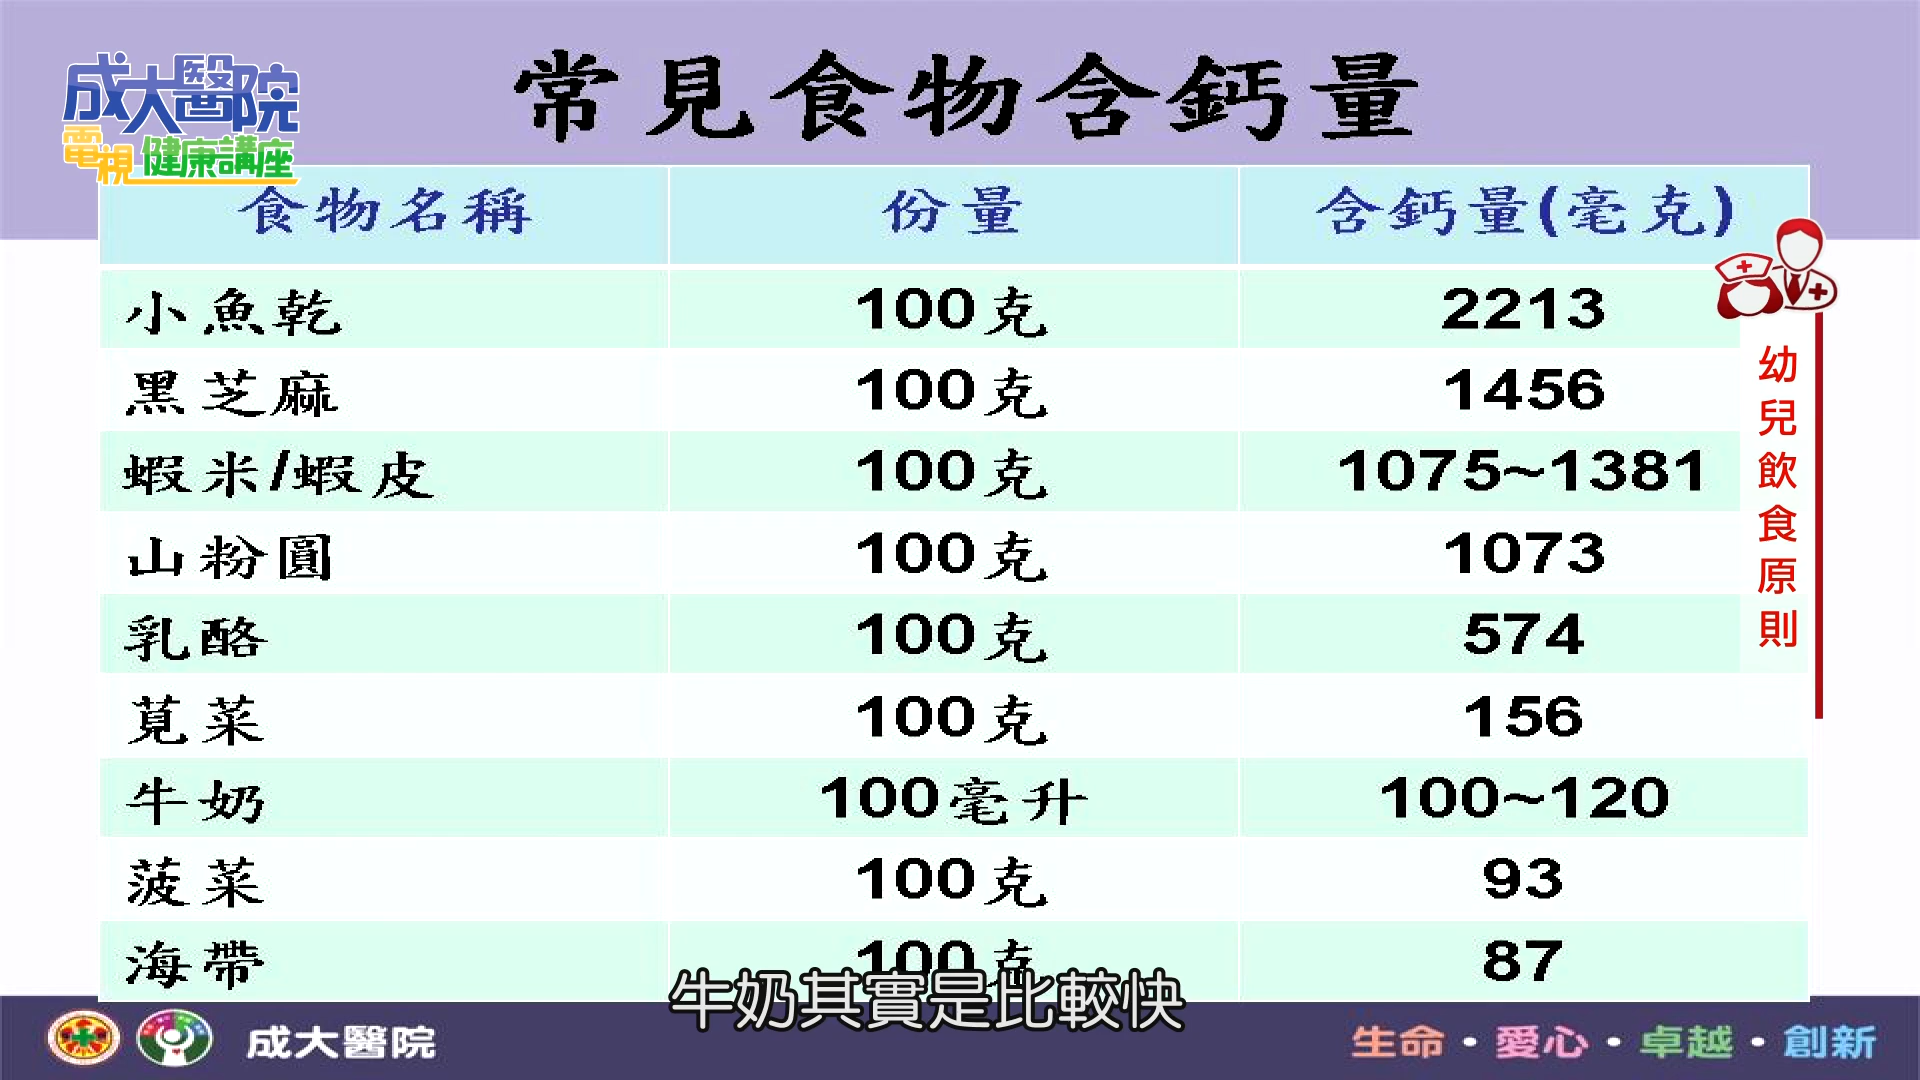 成大醫院
電視健康講座
常見食物含鈣量
食物名稱 份量 含鈣量(毫克)
小魚乾 100克 2213
黑芝麻 100克 1456
蝦米/蝦皮 100克 1075~1381
山粉圓 100克 1073
乳酪 100克 574
莧菜 100克 156
牛奶 100毫升 100~120
菠菜 100克 93
海帶 100克 87
幼兒飲食原則
牛奶其實是比較快
成大醫院
生命・愛心・卓越・創新